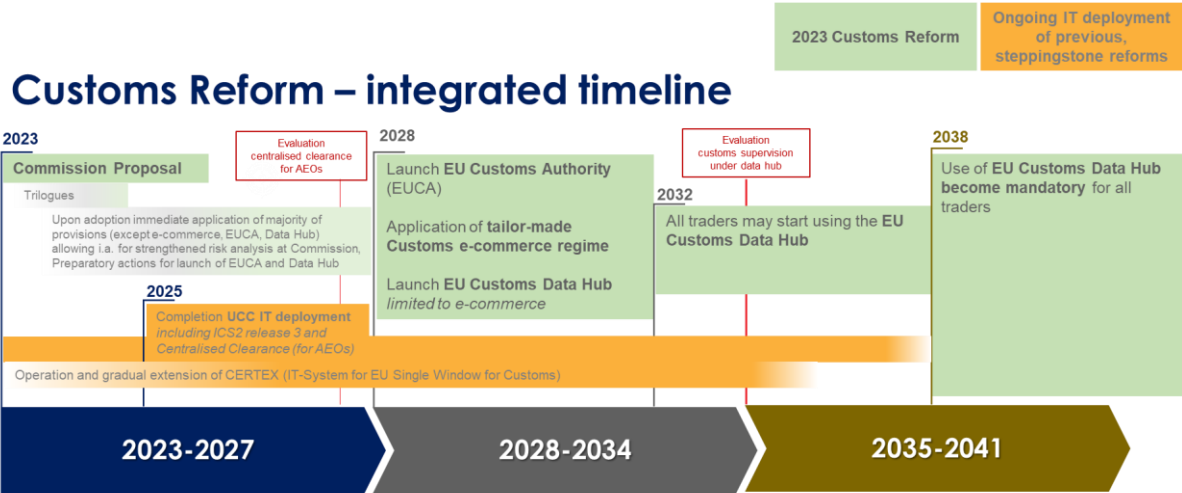 2023 Customs Reform
Ongoing IT deployment
of previous,
steppingstone reforms
Customs Reform – integrated timeline
2023
Commission Proposal
Trilogues
Upon adoption immediate application of majority of
provisions (except e-commerce, EUCA, Data Hub)
allowing i.a. for strengthened risk analysis at Commission,
Preparatory actions for launch of EUCA and Data Hub
Evaluation
centralised clearance
for AEOs
2025
Completion UCC IT deployment
including ICS2 release 3 and
Centralised Clearance (for AEOs)
Operation and gradual extension of CERTEX (IT-System for EU Single Window for Customs)
2028
Launch EU Customs Authority
(EUCA)
Application of tailor-made
Customs e-commerce regime
Launch EU Customs Data Hub
limited to e-commerce
2032
All traders may start using the EU
Customs Data Hub
Evaluation
customs supervision
under data hub
2038
Use of EU Customs Data Hub
become mandatory for all
traders
2023-2027
2028-2034
2035-2041